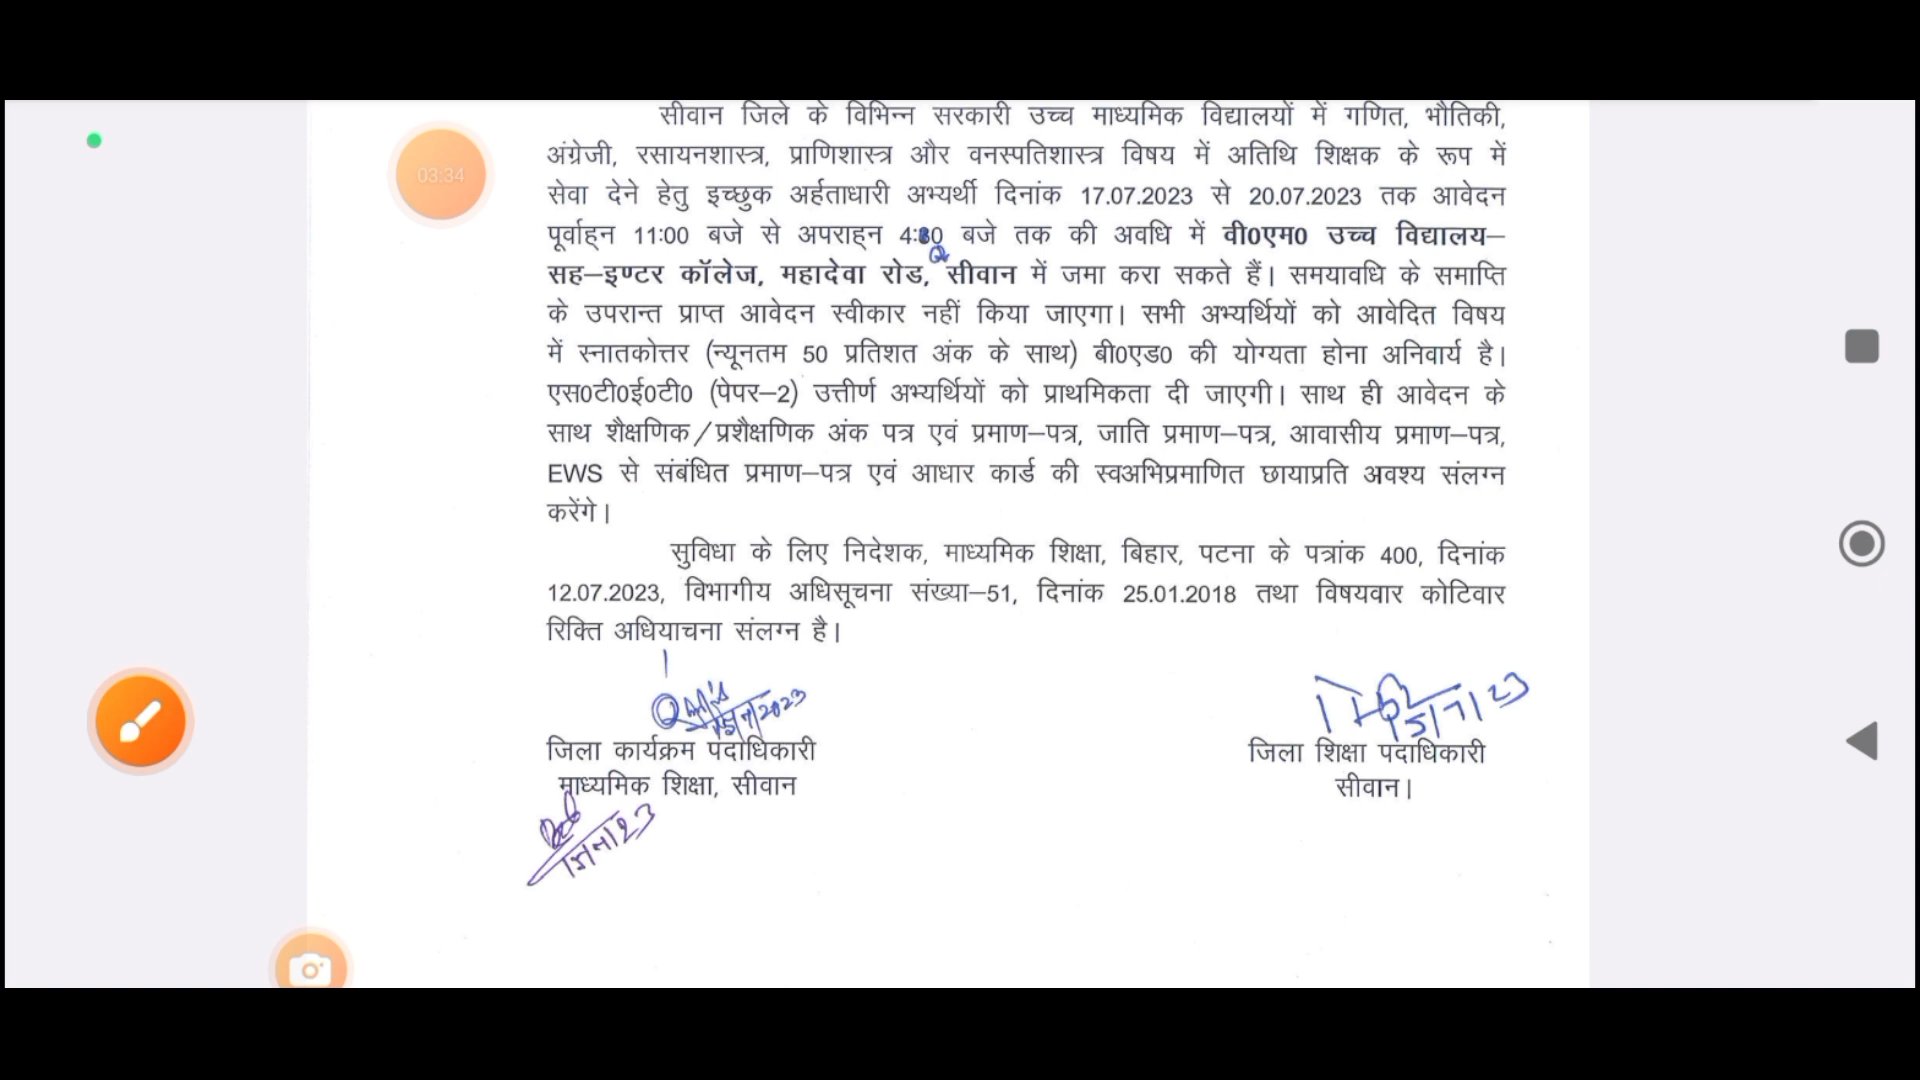 सीवान जिले के विभिन्न सरकारी उच्च माध्यमिक विद्यालयों में गणित, भौतिकी,
03:34
अंग्रेजी, रसायनशास्त्र, प्राणिशास्त्र और वनस्पतिशास्त्र विषय में अतिथि शिक्षक के रूप में
सेवा देने हेतु इच्छुक अर्हताधारी अभ्यर्थी दिनांक 17.07.2023 से 20.07.2023 तक आवेदन
पूर्वाह्न 11:00 बजे से अपराह्न बजे तक की अवधि में वी0एम0 उच्च विद्यालय–
सह–इण्टर कॉलेज, महादेवा रोड, सीवान में जमा करा सकते हैं। समयावधि के समाप्ति
के उपरान्त प्राप्त आवेदन स्वीकार नहीं किया जाएगा। सभी अभ्यर्थियों को आवेदित विषय
में स्नातकोत्तर (न्यूनतम 50 प्रतिशत अंक के साथ) बी0एड0 की योग्यता होना अनिवार्य है।
एस0टी0ई0टी0 (पेपर–2) उत्तीर्ण अभ्यर्थियों को प्राथमिकता दी जाएगी। साथ ही आवेदन के
साथ शैक्षणिक/प्रशैक्षणिक अंक पत्र एवं प्रमाण–पत्र, जाति प्रमाण–पत्र, आवासीय प्रमाण–पत्र,
EWS से संबंधित प्रमाण–पत्र एवं आधार कार्ड की स्वअभिप्रमाणित छायाप्रति अवश्य संलग्न
करेंगे।
सुविधा के लिए निदेशक, माध्यमिक शिक्षा, बिहार, पटना के पत्रांक 400, दिनांक
12.07.2023, विभागीय अधिसूचना संख्या–51, दिनांक 25.01.2018 तथा विषयवार कोटिवार
रिक्ति अधियाचना संलग्न है।
15/7/2023
15/7/23
जिला कार्यक्रम पदाधिकारी
माध्यमिक शिक्षा, सीवान
जिला शिक्षा पदाधिकारी
सीवान।